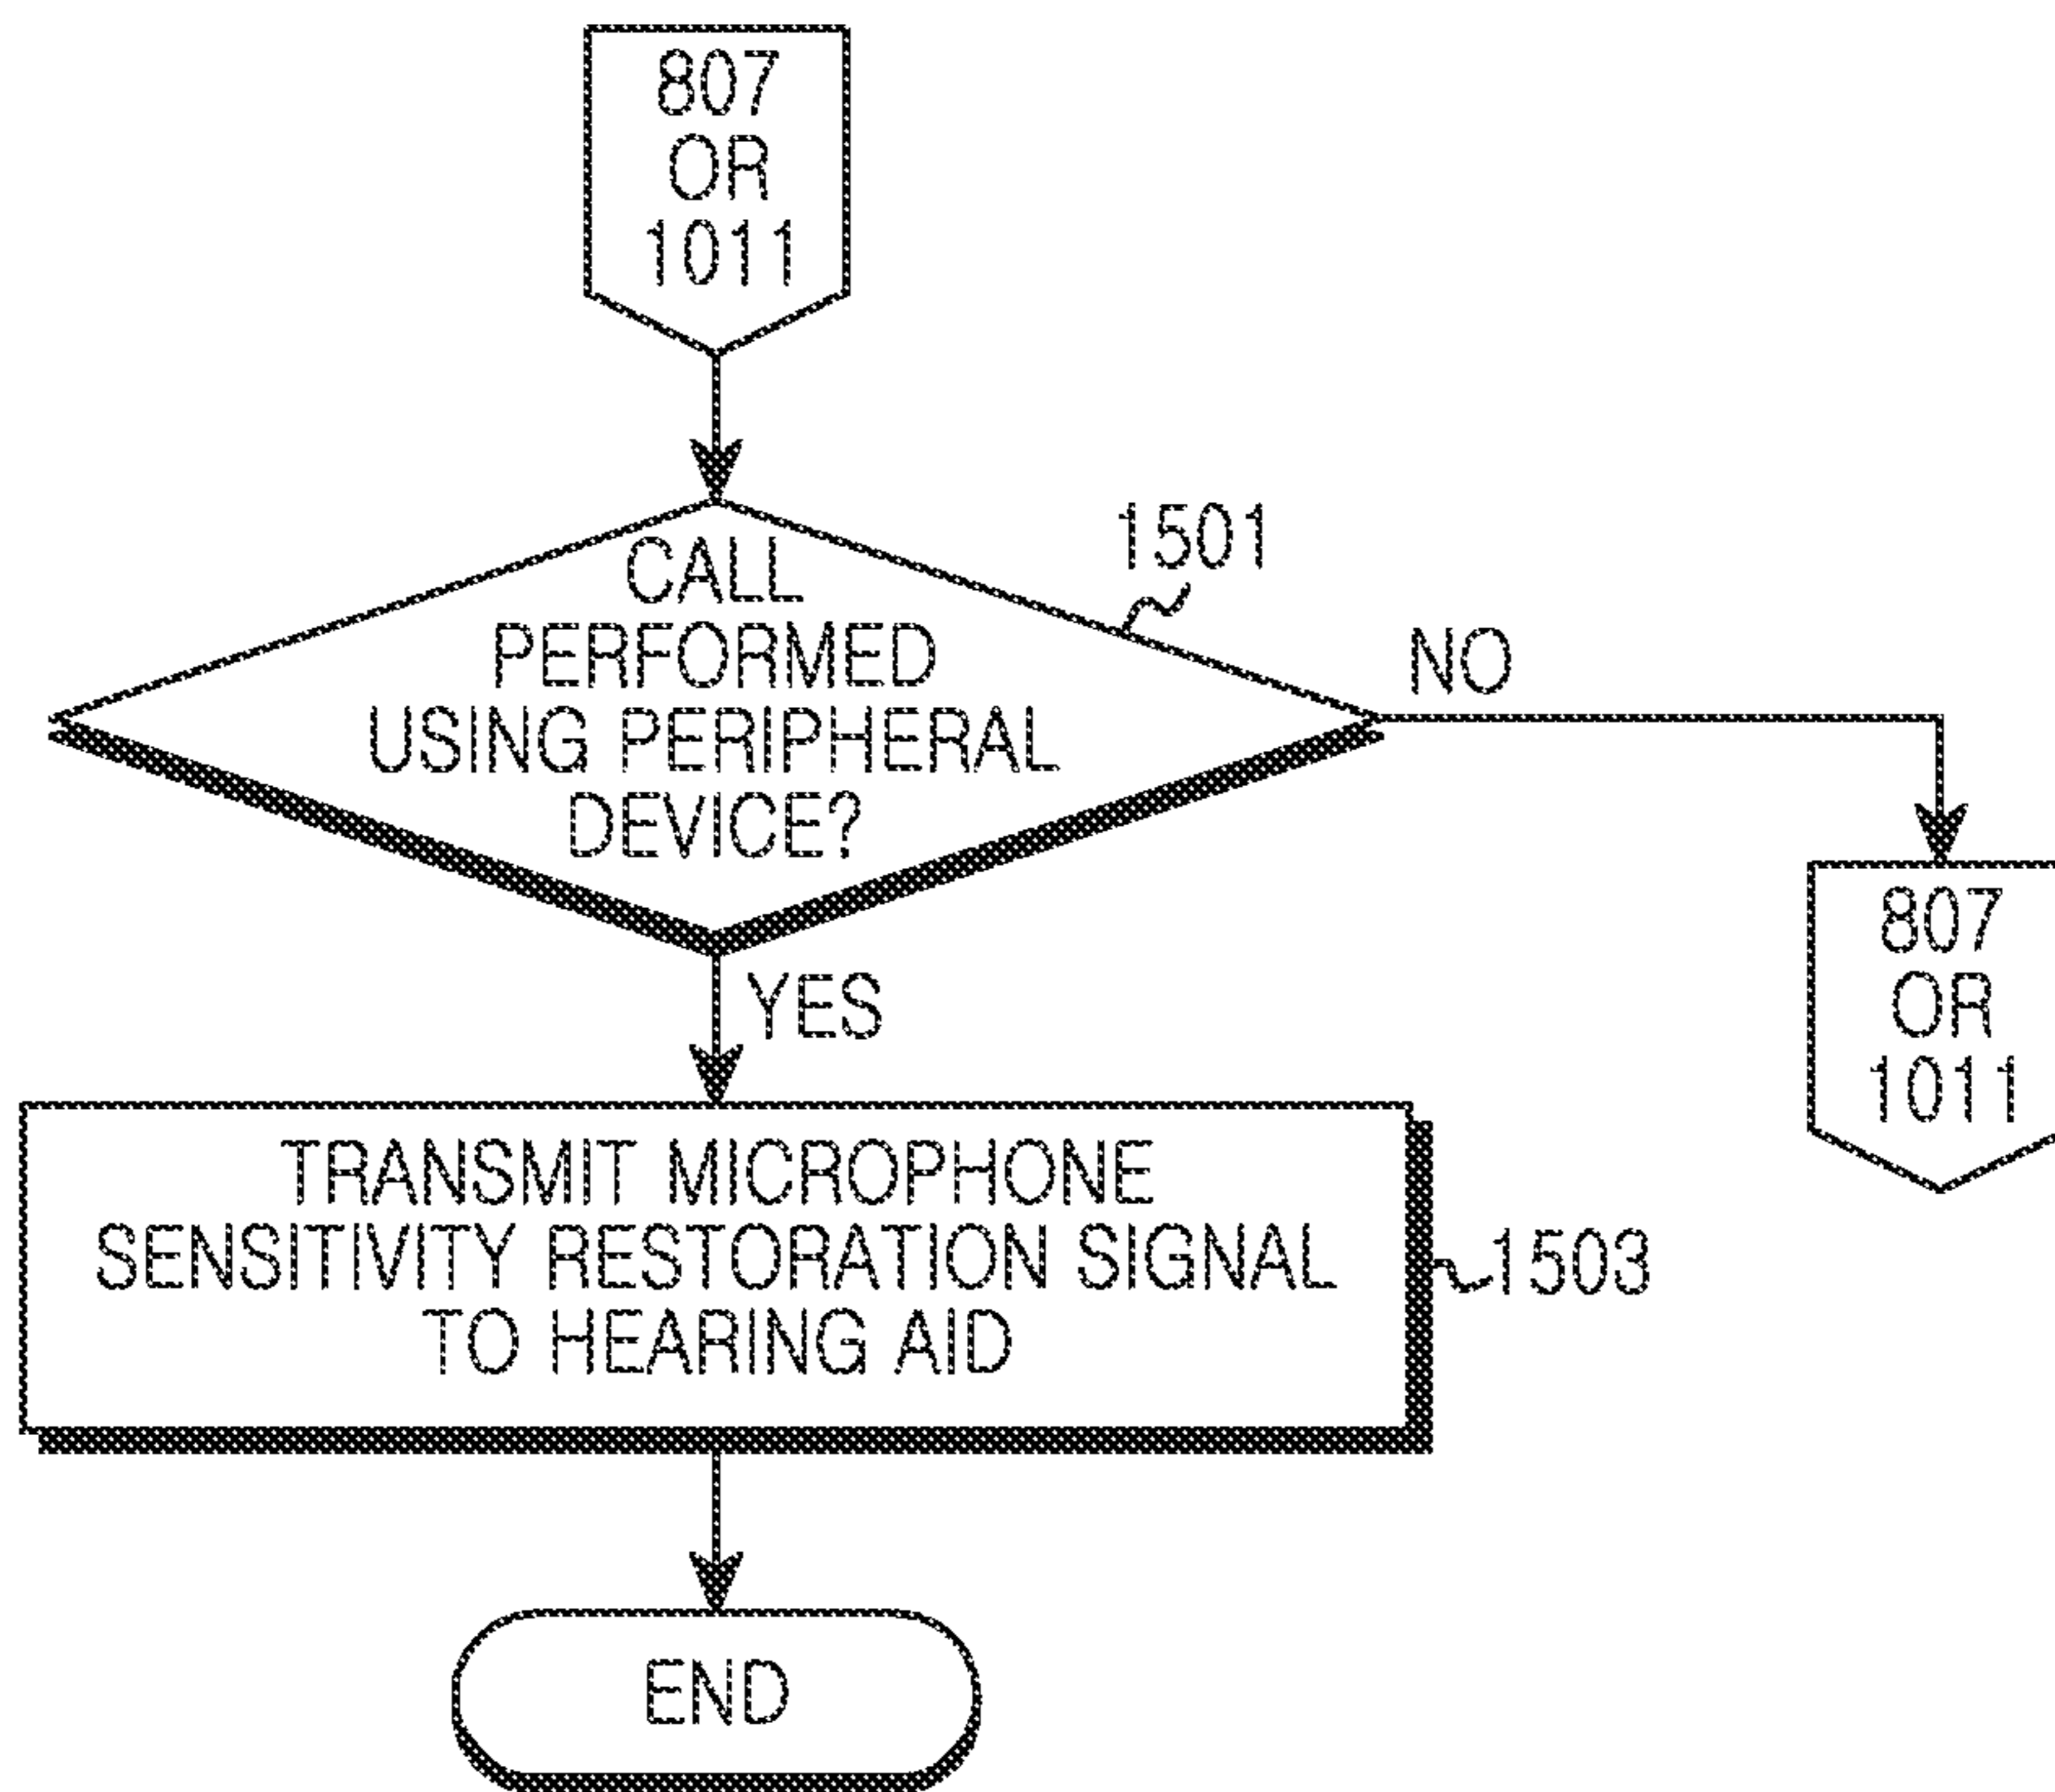 807
OR
1011
1501
CALL
PERFORMED
USING PERIPHERAL
DEVICE?
NO
807
OR
1011
YES
TRANSMIT MICROPHONE
SENSITIVITY RESTORATION SIGNAL
TO HEARING AID
1503
END